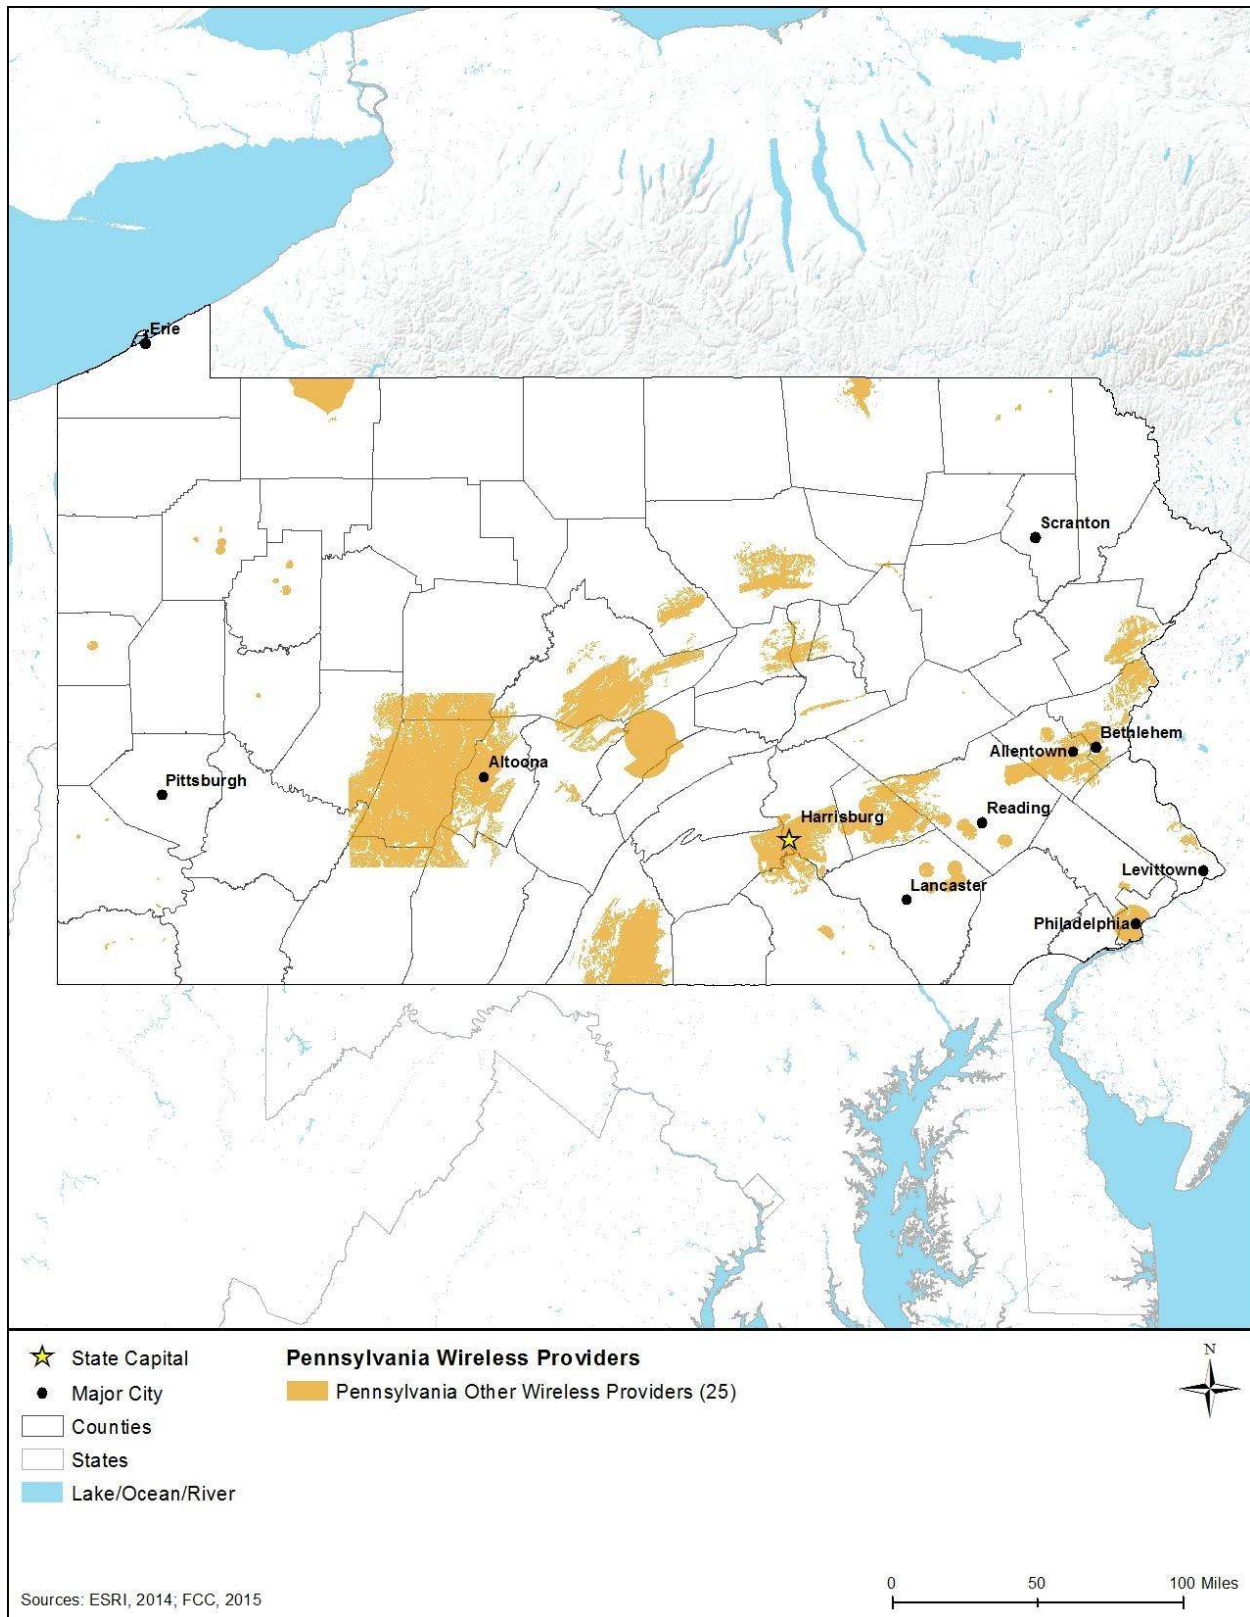 Erie
Scranton
Bethlehem
Allentown
Altoona
Pittsburgh
Harrisburg
Reading
Levittown
Lancaster
Philadelphia
State Capital
Major City
Counties
States
Lake/Ocean/River
Pennsylvania Wireless Providers
Pennsylvania Other Wireless Providers (25)
N
Sources: ESRI, 2014; FCC, 2015
0 50 100 Miles